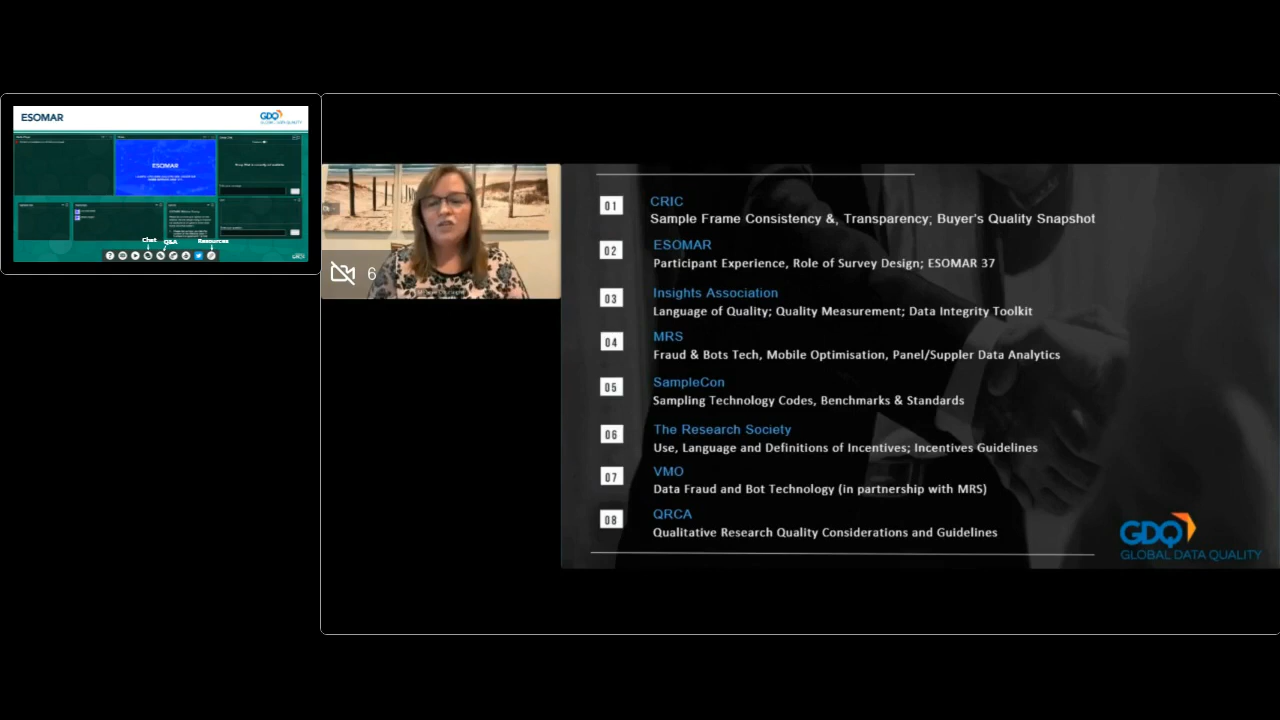 ESOMAR
GDQ
GLOBAL DATA QUALITY
ESOMAR
Chat
Q&A
Resources
6
01
CRIC
Sample Frame Consistency &, Transparency; Buyer's Quality Snapshot
02
ESOMAR
Participant Experience, Role of Survey Design; ESOMAR 37
03
Insights Association
Language of Quality; Quality Measurement; Data Integrity Toolkit
04
MRS
Fraud & Bots Tech, Mobile Optimisation, Panel/Suppler Data Analytics
05
SampleCon
Sampling Technology Codes, Benchmarks & Standards
06
The Research Society
Use, Language and Definitions of Incentives; Incentives Guidelines
07
VMO
Data Fraud and Bot Technology (in partnership with MRS)
08
QRCA
Qualitative Research Quality Considerations and Guidelines
GDQ
GLOBAL DATA QUALITY